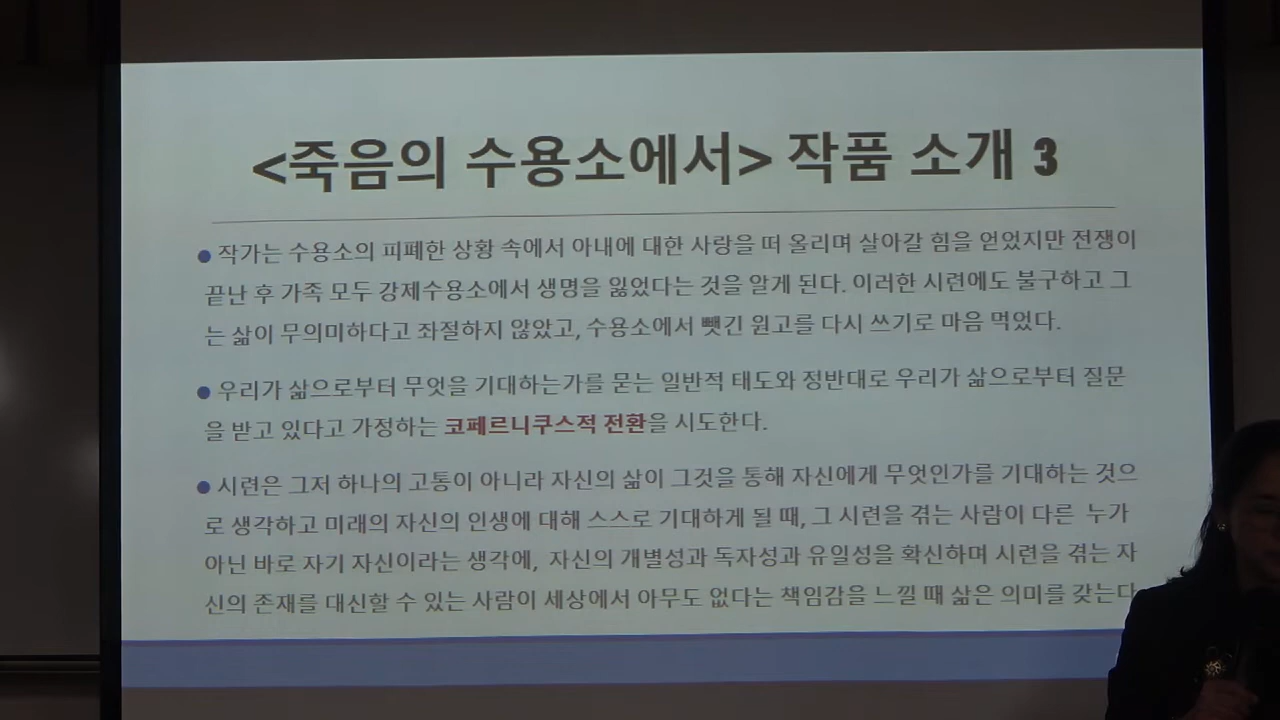 <죽음의 수용소에서> 작품 소개 3
● 작가는 수용소의 피폐한 상황 속에서 아내에 대한 사랑을 떠 올리며 살아갈 힘을 얻었지만 전쟁이
끝난 후 가족 모두 강제수용소에서 생명을 잃었다는 것을 알게 된다. 이러한 시련에도 불구하고 그
는 삶이 무의미하다고 좌절하지 않았고, 수용소에서 뺏긴 원고를 다시 쓰기로 마음 먹었다.
● 우리가 삶으로부터 무엇을 기대하는가를 묻는 일반적 태도와 정반대로 우리가 삶으로부터 질문
을 받고 있다고 가정하는 코페르니쿠스적 전환을 시도한다.
● 시련은 그저 하나의 고통이 아니라 자신의 삶이 그것을 통해 자신에게 무엇인가를 기대하는 것으
로 생각하고 미래의 자신의 인생에 대해 스스로 기대하게 될 때, 그 시련을 겪는 사람이 다른 누가
아닌 바로 자기 자신이라는 생각에, 자신의 개별성과 독자성과 유일성을 확신하며 시련을 겪는 자
신의 존재를 대신할 수 있는 사람이 세상에서 아무도 없다는 책임감을 느낄 때 삶은 의미를 갖는다